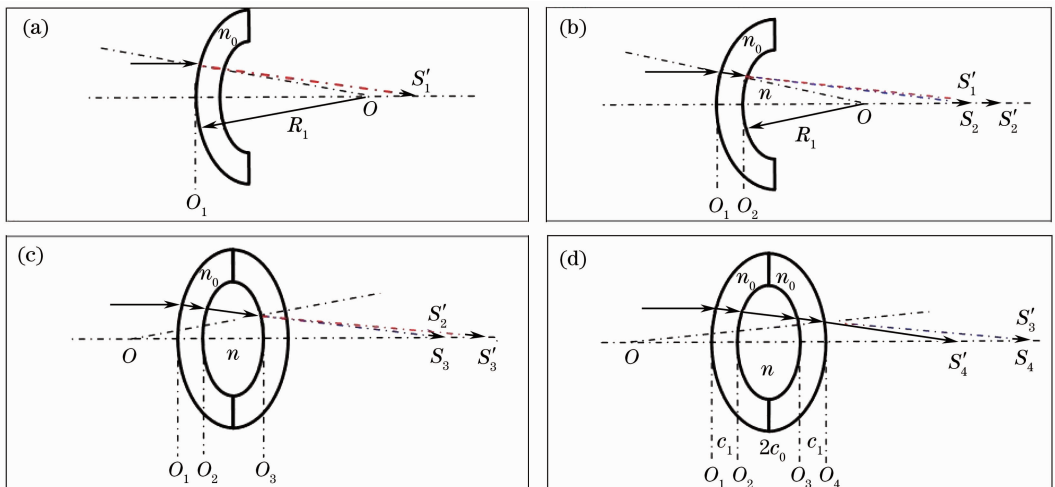 (a)
n₀
S′₁
O
R₁
O₁
(b)
n₀
n
S′₁
O
S₂
S′₂
R₁
O₁ O₂
(c)
n₀
S′₂
O
n
S₃
S′₃
O₁ O₂ O₃
(d)
n₀ n₀
S′₃
O
n
S′₄
S₄
c₁ 2c₀ c₁
O₁ O₂ O₃ O₄